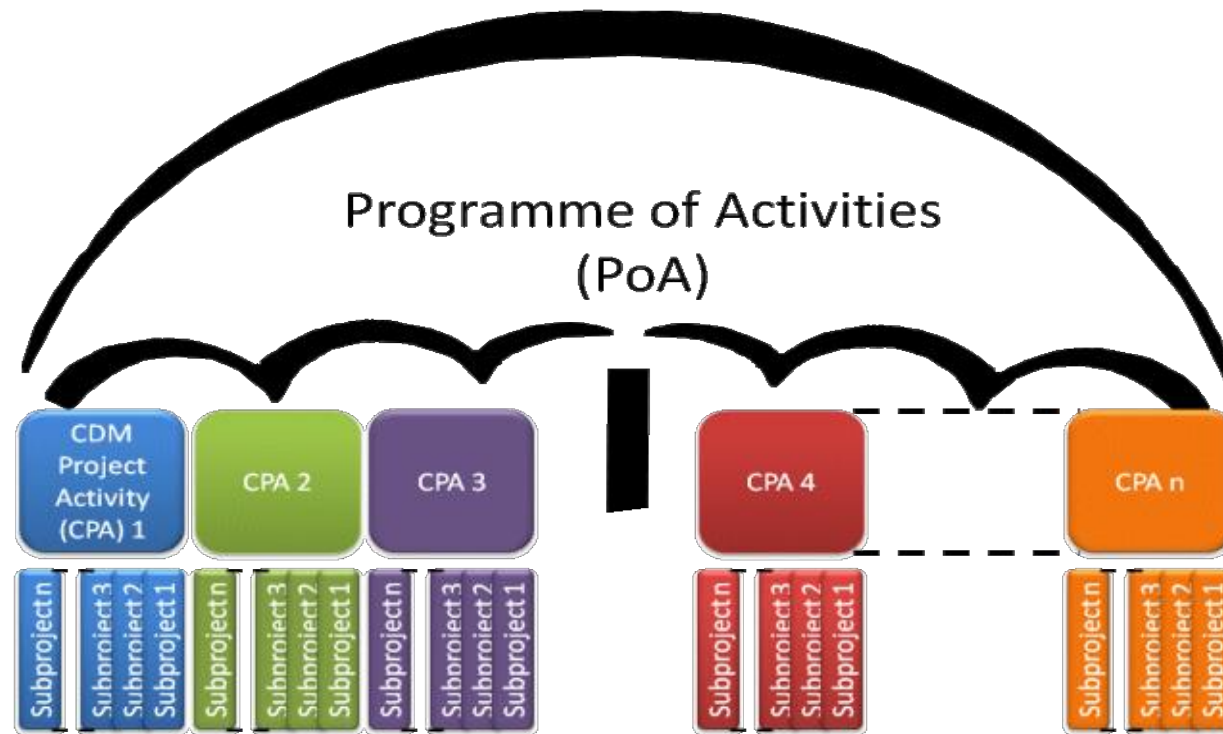 Programme of Activities
(PoA)
CDM
Project
Activity
(CPA) 1
CPA 2
CPA 3
CPA 4
CPA n
Subproject n
Subproject 3
Subproject 2
Subproject 1
Subproject n
Subproject 3
Subproject 2
Subproject 1
Subproject n
Subproject 3
Subproject 2
Subproject 1
Subproject n
Subproject 3
Subproject 2
Subproject 1
Subproject n
Subproject 3
Subproject 2
Subproject 1